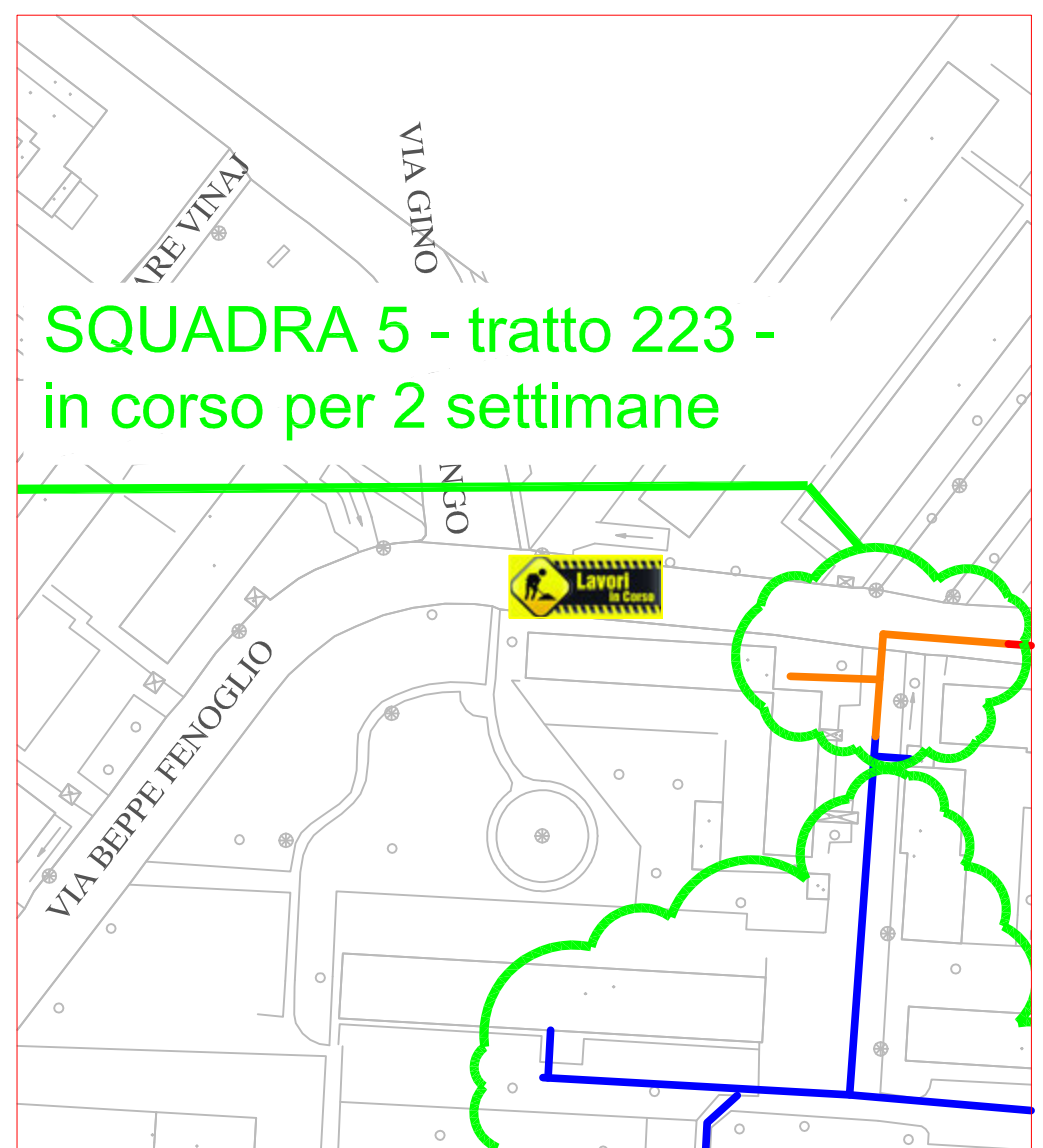 VIA GINO
ARE VINAJ
SQUADRA 5 - tratto 223 -
in corso per 2 settimane
NGO
Lavori
in Corso
VIA BEPPE FENOGLIO